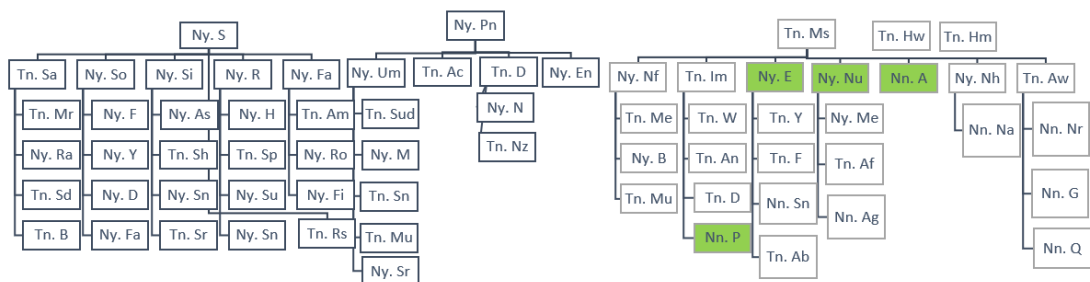 Ny. S
Tn. Sa
Ny. So
Ny. Si
Ny. R
Ny. Fa
Tn. Mr
Ny. F
Ny. As
Ny. H
Tn. Am
Ny. Ra
Ny. Y
Tn. Sh
Tn. Sp
Ny. Ro
Tn. Sd
Ny. D
Ny. Sn
Ny. Su
Ny. Fi
Tn. B
Ny. Fa
Tn. Sr
Ny. Sn
Tn. Rs
Ny. Pn
Ny. Um
Tn. Ac
Tn. D
Ny. En
Tn. Sud
Ny. N
Ny. M
Tn. Nz
Tn. Sn
Tn. Mu
Ny. Sr
Tn. Ms
Tn. Hw
Tn. Hm
Ny. Nf
Tn. Im
Ny. E
Ny. Nu
Nn. A
Ny. Nh
Tn. Aw
Tn. Me
Tn. W
Tn. Y
Ny. Me
Nn. Na
Nn. Nr
Ny. B
Tn. An
Tn. F
Tn. Af
Tn. Mu
Tn. D
Nn. Sn
Nn. Ag
Nn. G
Nn. P
Tn. Ab
Nn. Q